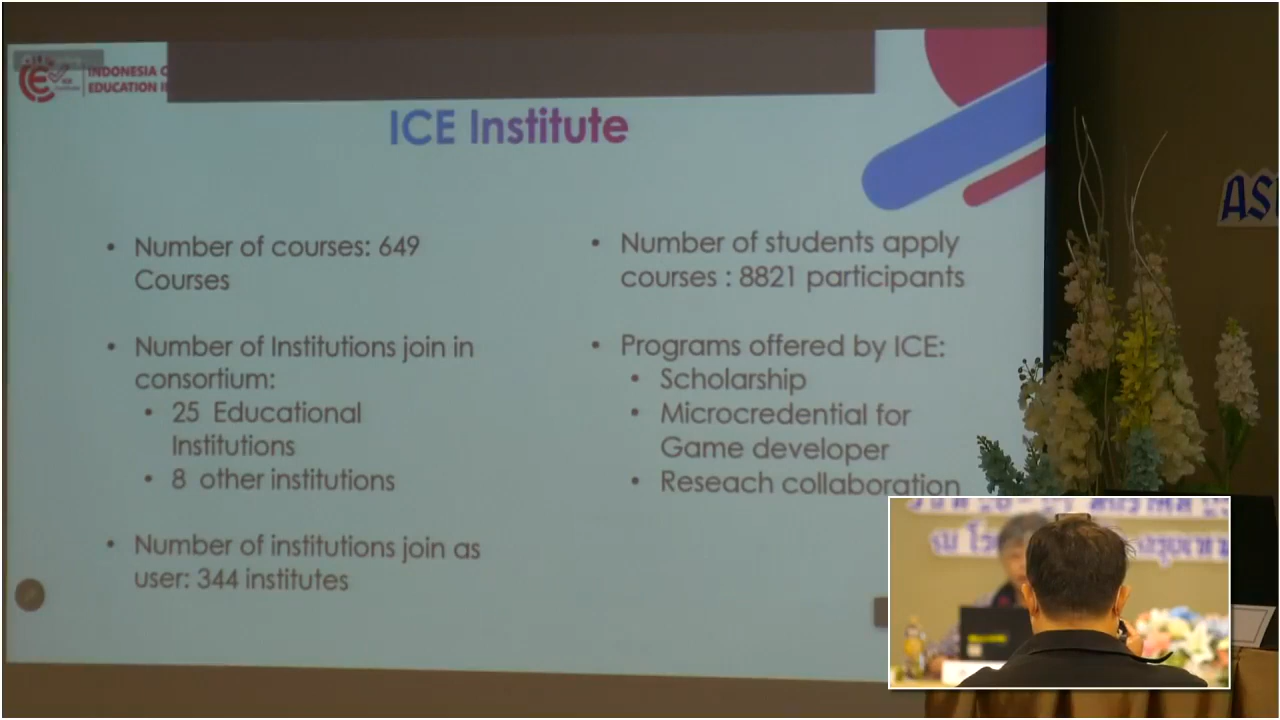 INDONESIA C
EDUCATION I
ICE Institute
• Number of courses: 649
Courses
• Number of Institutions join in
consortium:
• 25 Educational
Institutions
• 8 other institutions
• Number of institutions join as
user: 344 institutes
• Number of students apply
courses : 8821 participants
• Programs offered by ICE:
• Scholarship
• Microcredential for
Game developer
• Reseach collaboration
AS